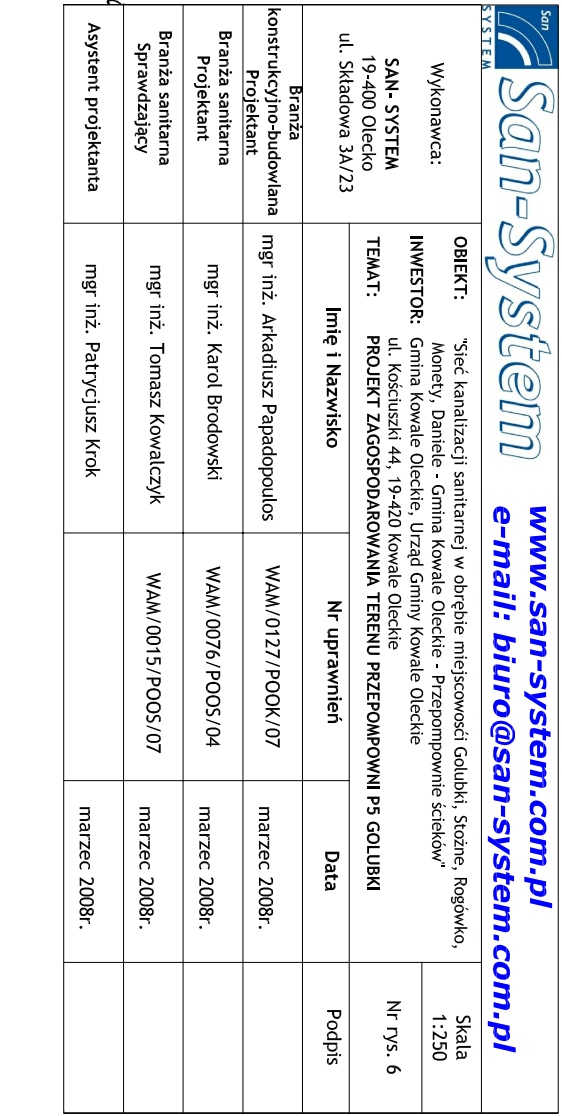 San
SYSTEM
San-System
www.san-system.com.pl
e-mail: biuro@san-system.com.pl
Wykonawca:
SAN- SYSTEM
19-400 Olecko
ul. Składowa 3A/23
OBIEKT: "Sieć kanalizacji sanitarnej w obrębie miejscowośći Golubki, Stożne, Rogówko,
Monety, Daniele - Gmina Kowale Oleckie - Przepompownie ścieków"
INWESTOR: Gmina Kowale Oleckie, Urząd Gminy Kowale Oleckie
ul. Kościuszki 44, 19-420 Kowale Oleckie
TEMAT: PROJEKT ZAGOSPODAROWANIA TERENU PRZEPOMPOWNI P5 GOLUBKI
Skala
1:250
Nr rys. 6
Imię i Nazwisko Nr uprawnień Data Podpis
Branża
konstrukcyjno-budowlana
Projektant
mgr inż. Arkadiusz Papadopoulos WAM/0127/POOK/07 marzec 2008r.
Branża sanitarna
Projektant
mgr inż. Karol Brodowski WAM/0076/POOS/04 marzec 2008r.
Branża sanitarna
Sprawdzający
mgr inż. Tomasz Kowalczyk WAM/0015/POOS/07 marzec 2008r.
Asystent projektanta mgr inż. Patrycjusz Krok marzec 2008r.